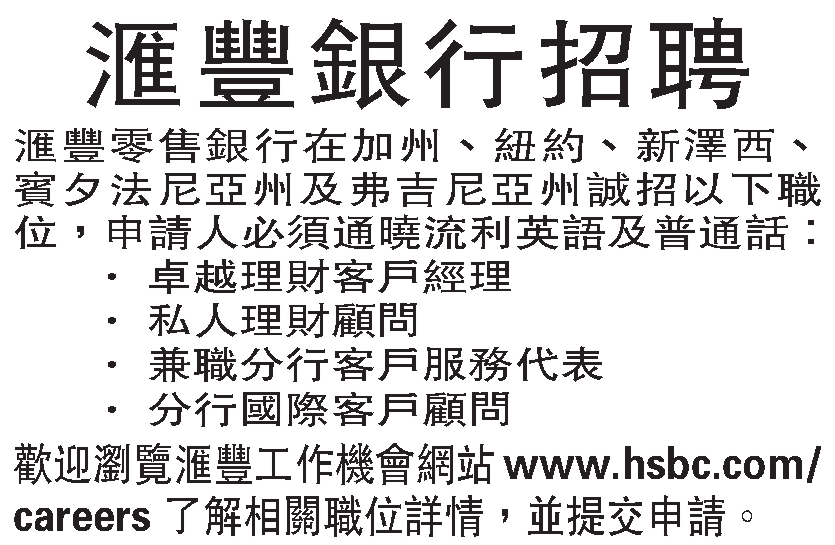 滙豐銀行招聘
滙豐零售銀行在加州、紐約、新澤西、
賓夕法尼亞州及弗吉尼亞州誠招以下職
位，申請人必須通曉流利英語及普通話：
· 卓越理財客戶經理
· 私人理財顧問
· 兼職分行客戶服務代表
· 分行國際客戶顧問
歡迎瀏覽滙豐工作機會網站 www.hsbc.com/
careers 了解相關職位詳情，並提交申請。